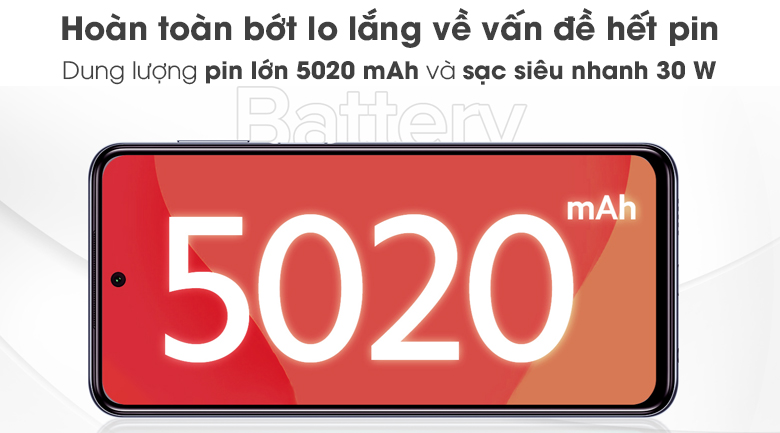 Hoàn toàn bớt lo lắng về vấn đề hết pin
Dung lượng pin lớn 5020 mAh và sạc siêu nhanh 30 W
Battery
mAh
5020